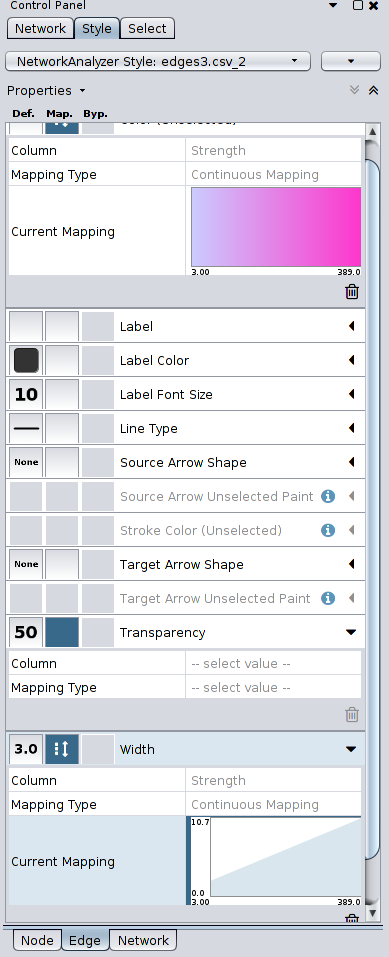 Control Panel
Network Style Select
NetworkAnalyzer Style: edges3.csv_2
Properties
Def. Map. Byp.
Color (Unselected)
Column Strength
Mapping Type Continuous Mapping
Current Mapping
3.00 389.0
Label
Label Color
10 Label Font Size
Line Type
None Source Arrow Shape
Source Arrow Unselected Paint
Stroke Color (Unselected)
None Target Arrow Shape
Target Arrow Unselected Paint
50 Transparency
Column -- select value --
Mapping Type -- select value --
3.0 Width
Column Strength
Mapping Type Continuous Mapping
10.7
Current Mapping
0.0
3.00 389.0
Node Edge Network